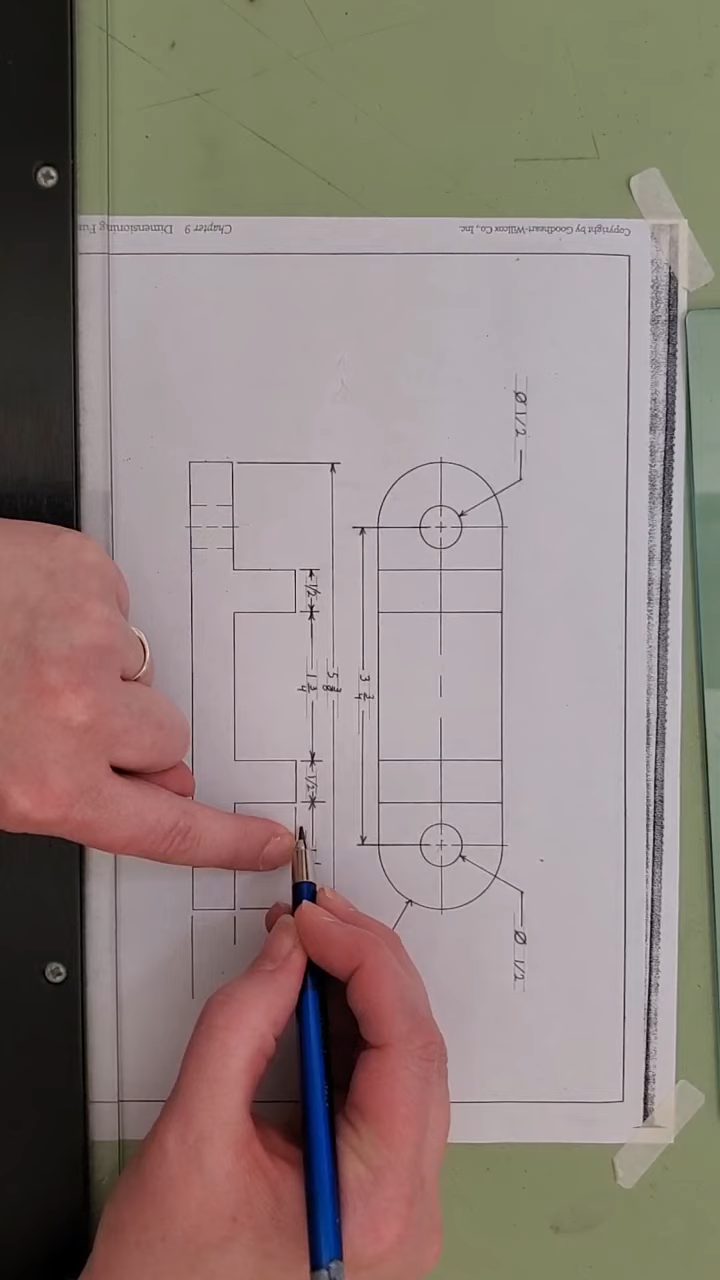 Copyright by Goodheart-Willcox Co., Inc.
Chapter 9 Dimensioning Fun
Ø 1/2
1/2
1 3/4
5 3/8
3 3/4
1/2
Ø 1/2